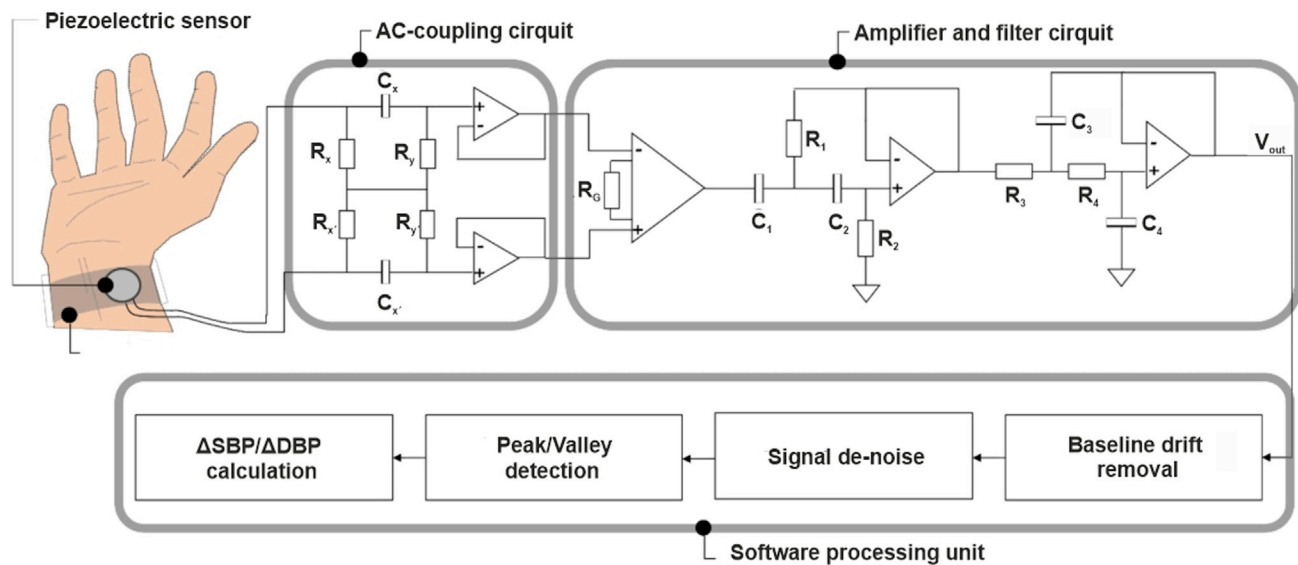 Piezoelectric sensor
AC-coupling cirquit
Amplifier and filter cirquit
Cx
Rx
Ry
Rx'
Ry'
Cx'
RG
R1
C1
C2
R2
R3
C3
R4
C4
Vout
ΔSBP/ΔDBP
calculation
Peak/Valley
detection
Signal de-noise
Baseline drift
removal
Software processing unit